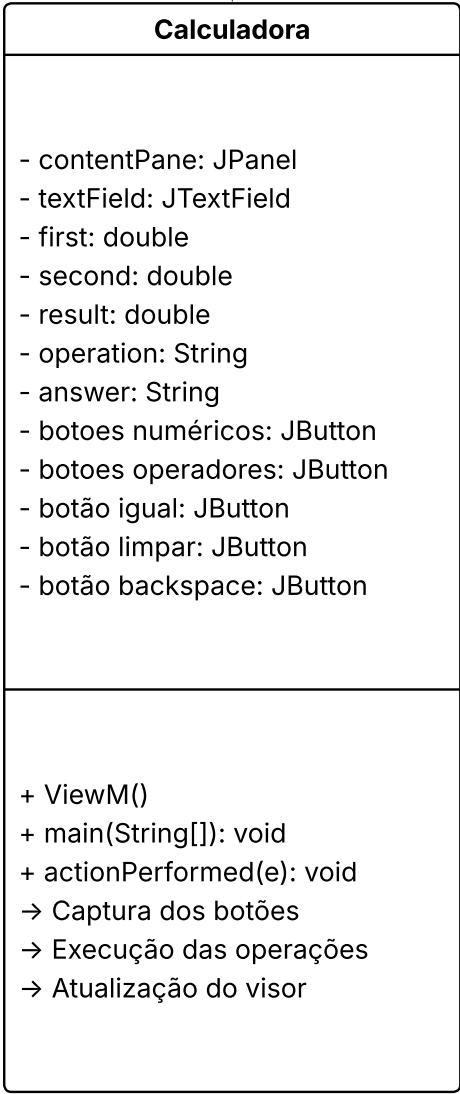 Calculadora
- contentPane: JPanel
- textField: JTextField
- first: double
- second: double
- result: double
- operation: String
- answer: String
- botoes numéricos: JButton
- botoes operadores: JButton
- botão igual: JButton
- botão limpar: JButton
- botão backspace: JButton
+ ViewM()
+ main(String[]): void
+ actionPerformed(e): void
→ Captura dos botões
→ Execução das operações
→ Atualização do visor